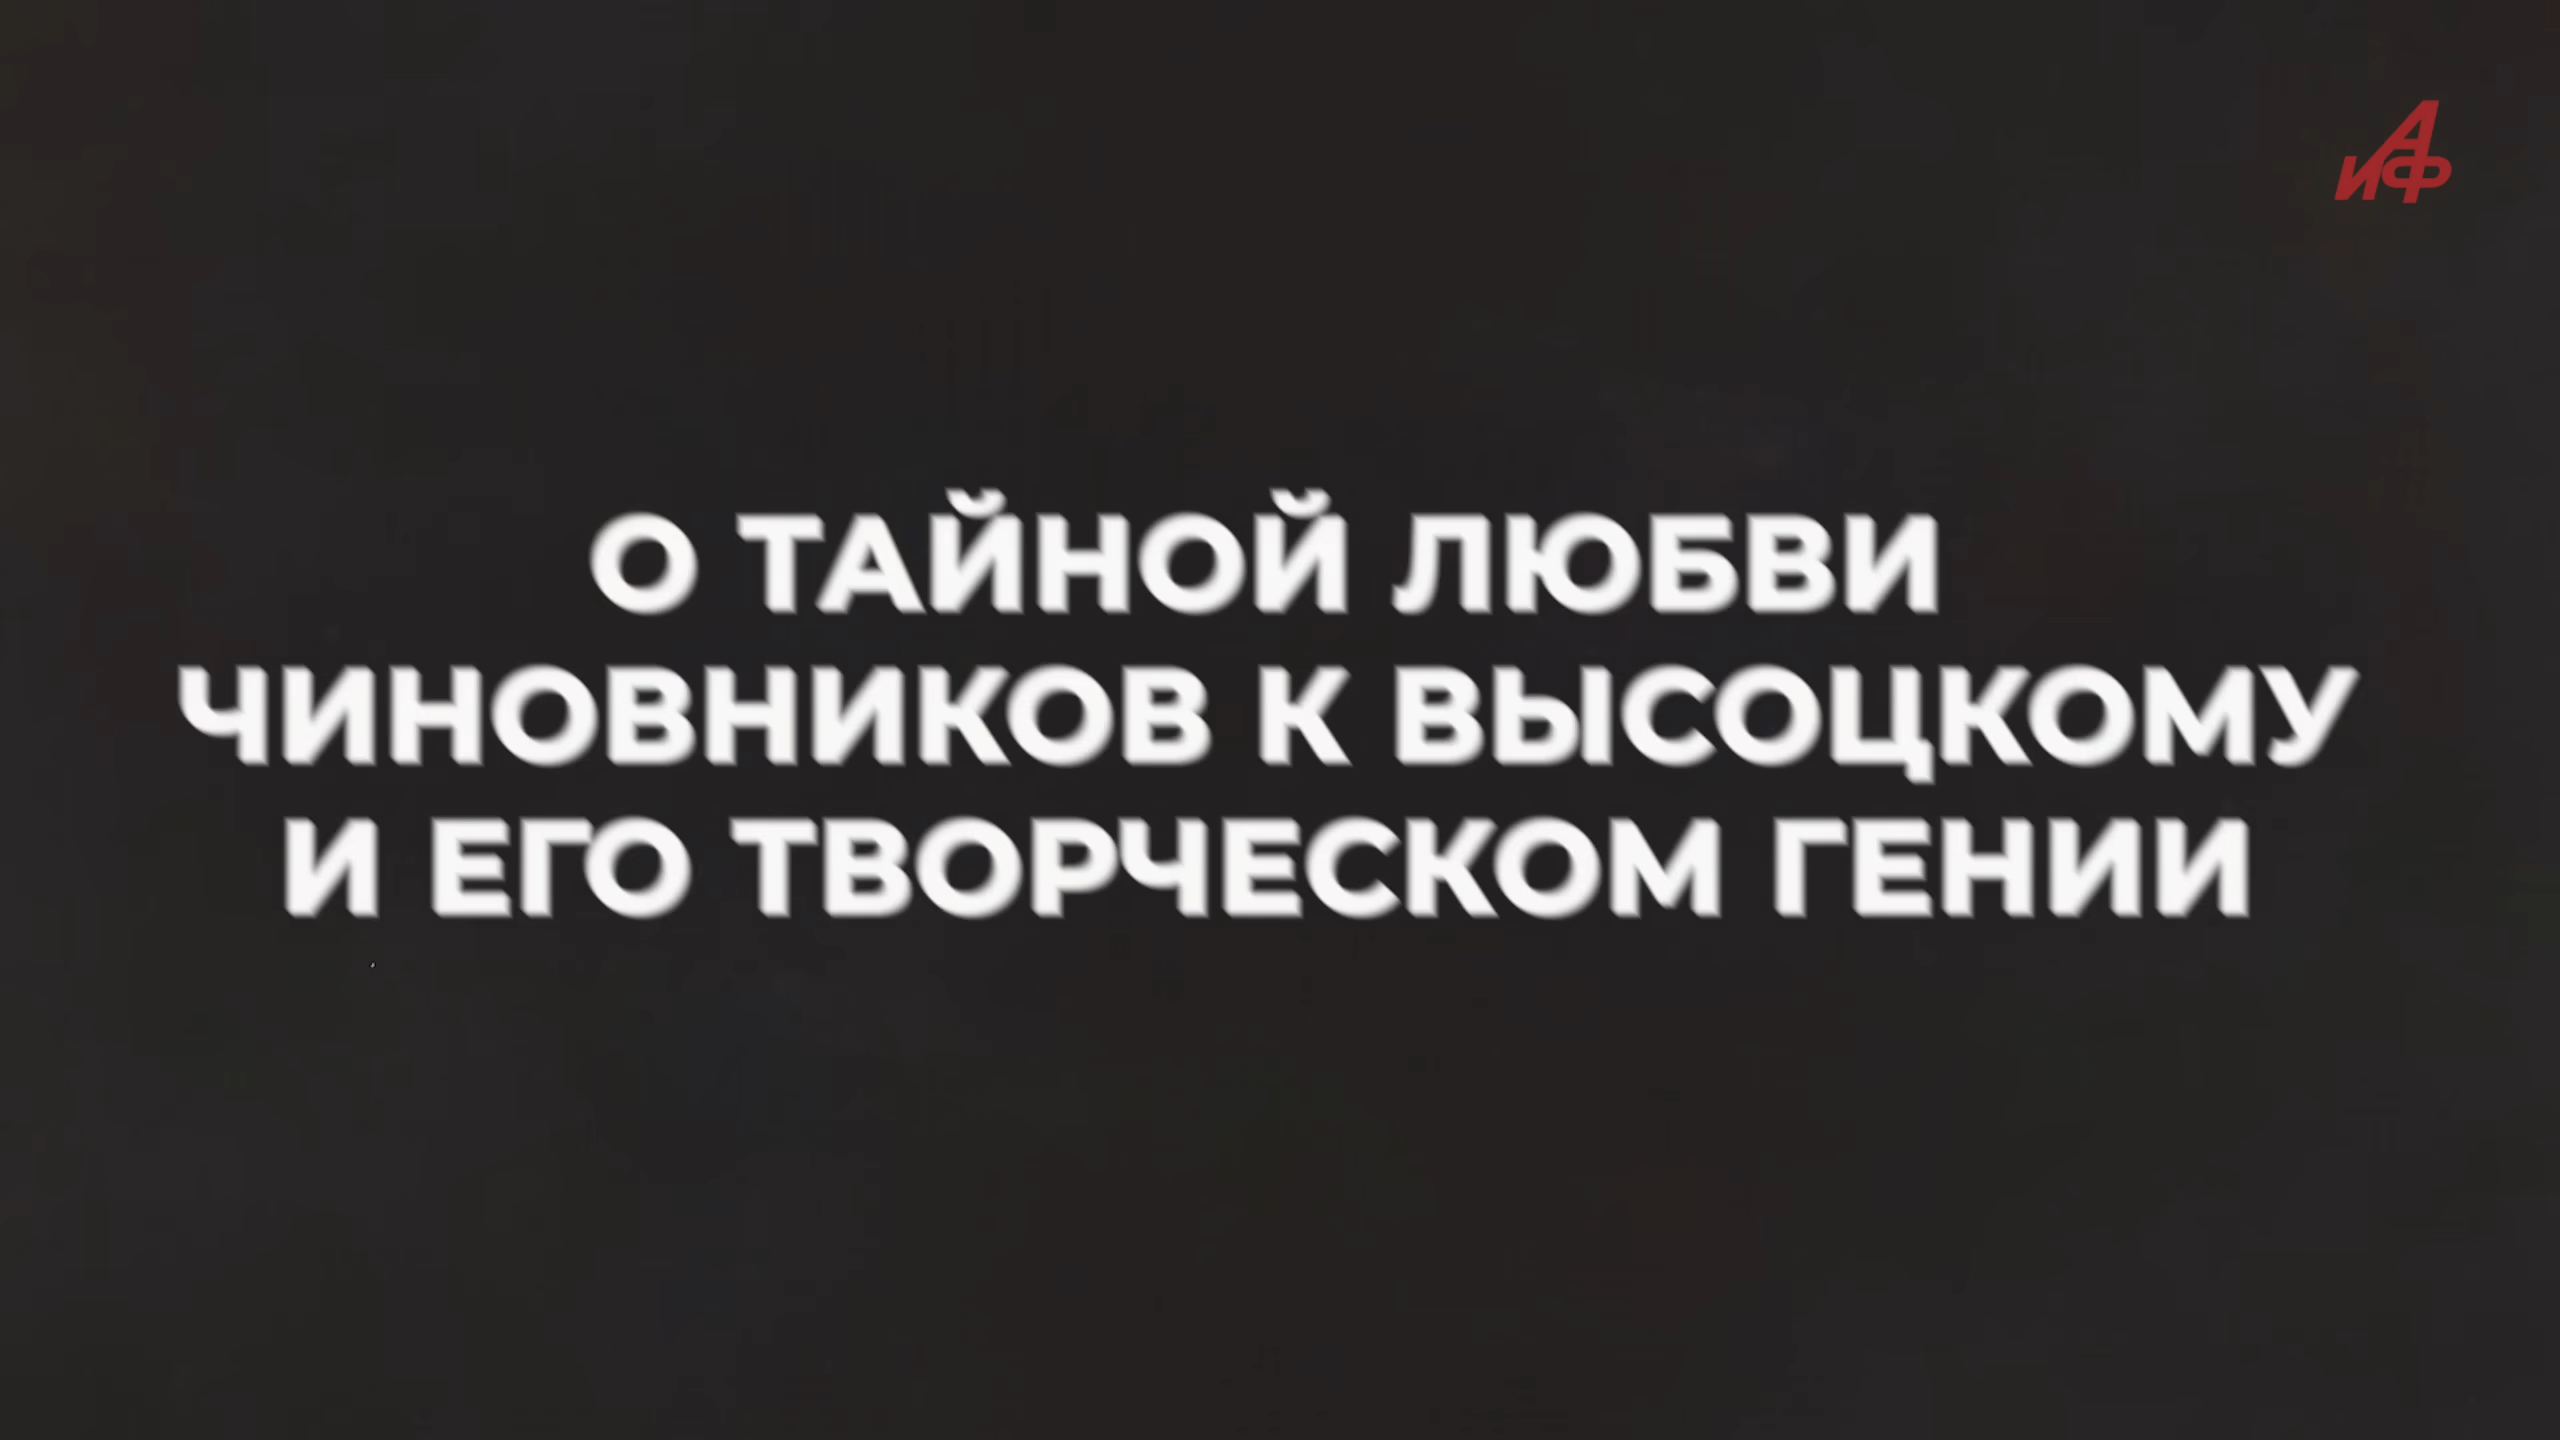 АиФ
О ТАЙНОЙ ЛЮБВИ
ЧИНОВНИКОВ К ВЫСОЦКОМУ
И ЕГО ТВОРЧЕСКОМ ГЕНИИ